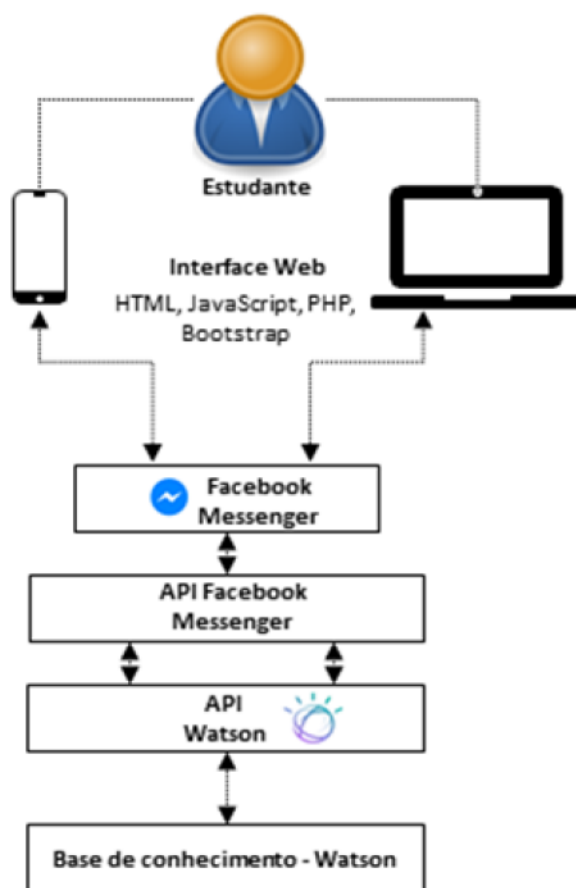 Estudante
Interface Web
HTML, JavaScript, PHP,
Bootstrap
Facebook
Messenger
API Facebook
Messenger
API
Watson
Base de conhecimento - Watson